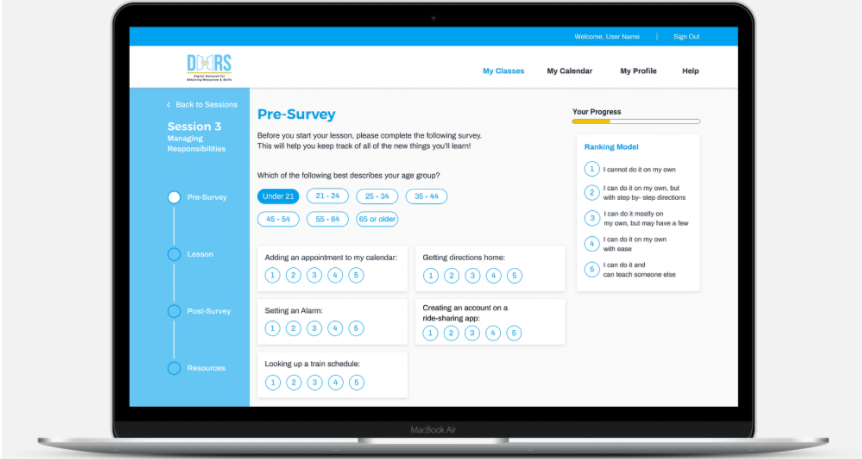 Welcome, User Name | Sign Out
DOORS
Digital Outreach for
Obtaining Resources & Skills
My Classes My Calendar My Profile Help
< Back to Sessions
Session 3
Managing
Responsibilities
Pre-Survey
Lesson
Post-Survey
Resources
Pre-Survey
Before you start your lesson, please complete the following survey.
This will help you keep track of all of the new things you'll learn!
Which of the following best describes your age group?
Under 21 21 - 24 25 - 34 35 - 44
45 - 54 55 - 64 65 or older
Adding an appointment to my calendar:
1 2 3 4 5
Getting directions home:
1 2 3 4 5
Setting an Alarm:
1 2 3 4 5
Creating an account on a
ride-sharing app:
1 2 3 4 5
Looking up a train schedule:
1 2 3 4 5
Your Progress
Ranking Model
1 I cannot do it on my own
2 I can do it on my own, but
with step by- step directions
3 I can do it mostly on
my own, but may have a few
4 I can do it on my own
with ease
5 I can do it and
can teach someone else
MacBook Air